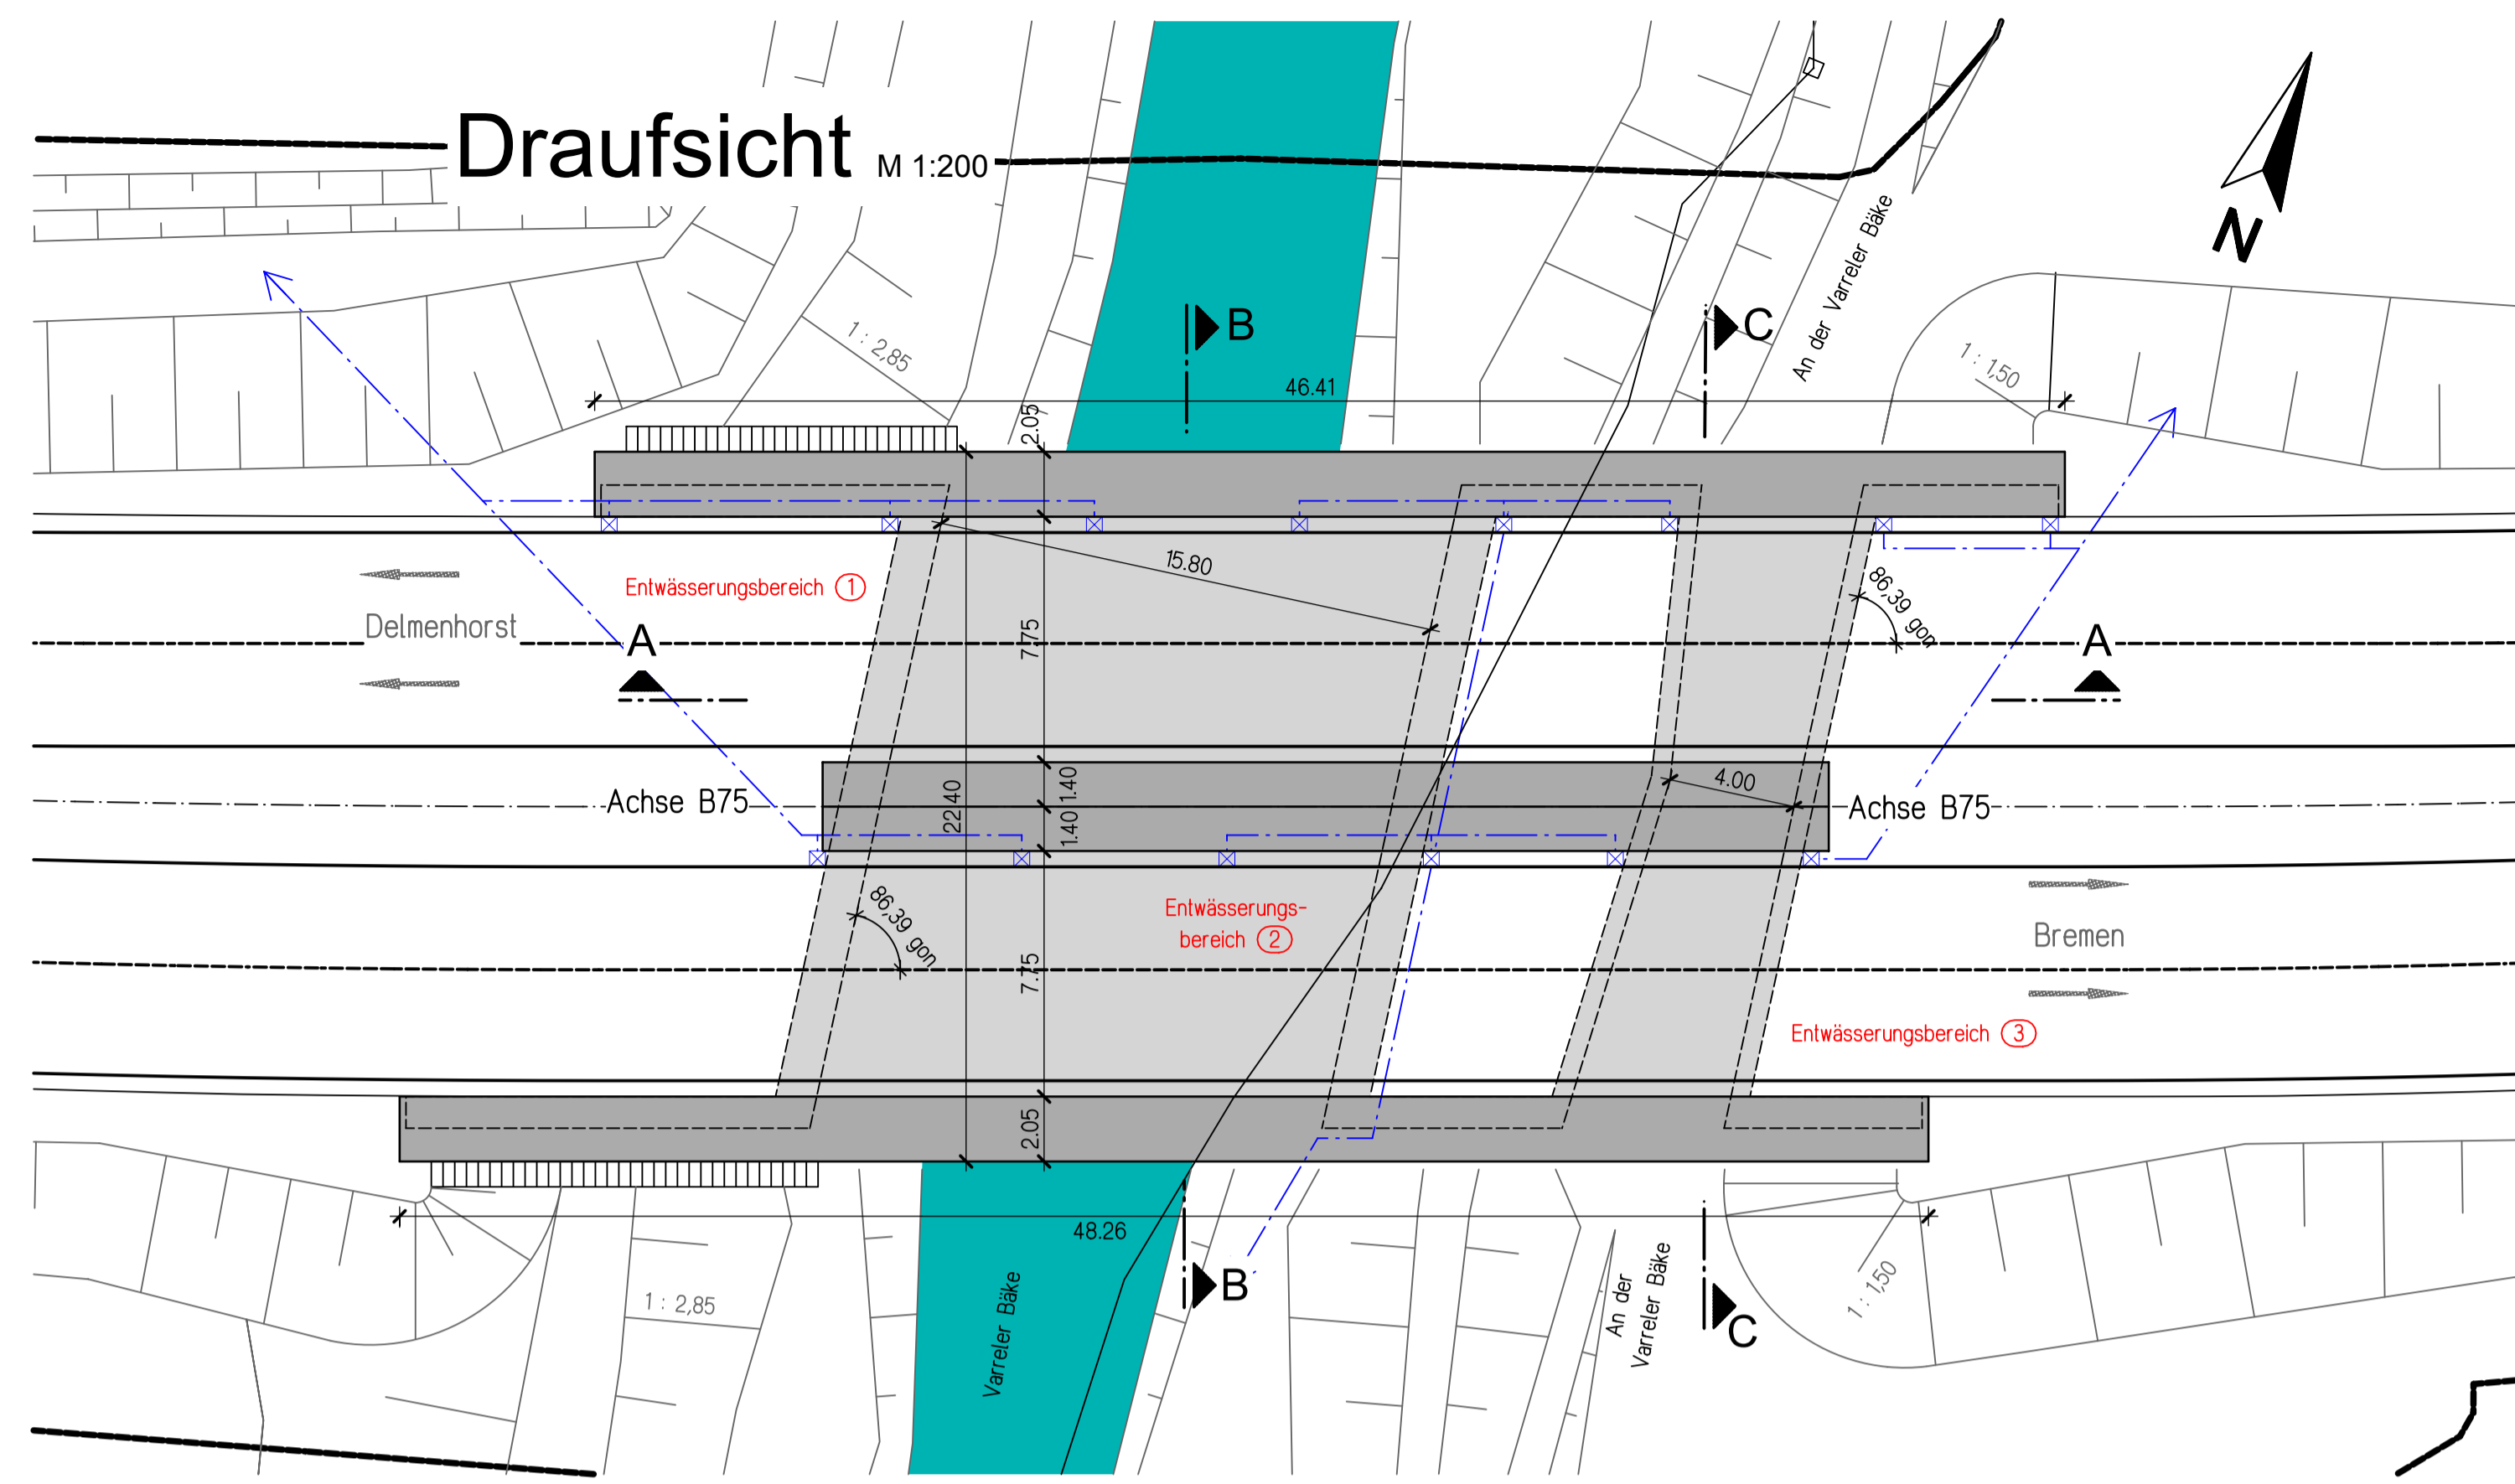 Draufsicht M 1:200
N
An der Varreler Bäke
B
C
1 : 2,85
1 : 1,50
46.41
2.05
15.80
Entwässerungsbereich 1
86,39 gon
Delmenhorst
7.75
A
A
22.40
1.40
1.40
4.00
Achse B75
Achse B75
86,39 gon
Entwässerungs-
bereich 2
7.75
Bremen
Entwässerungsbereich 3
2.05
48.26
B
C
Varreler Bäke
An der
Varreler Bäke
1 : 2,85
1 : 1,50